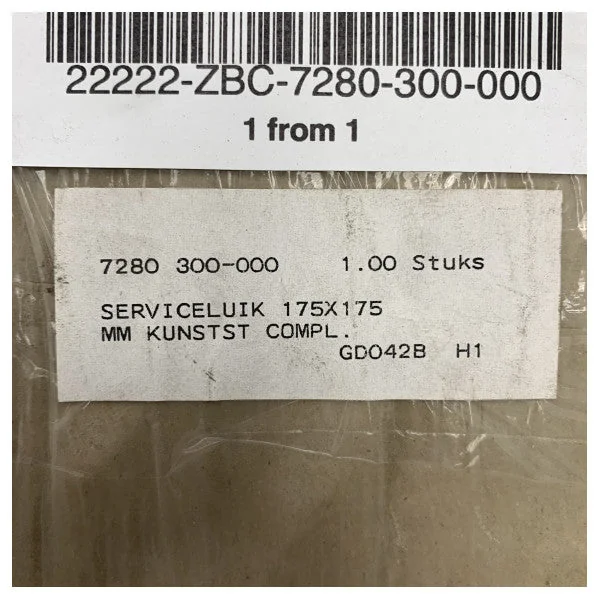 22222-ZBC-7280-300-000
1 from 1
7280 300-000 1.00 Stuks
SERVICELUIK 175X175
MM KUNSTST COMPL.
GD042B H1